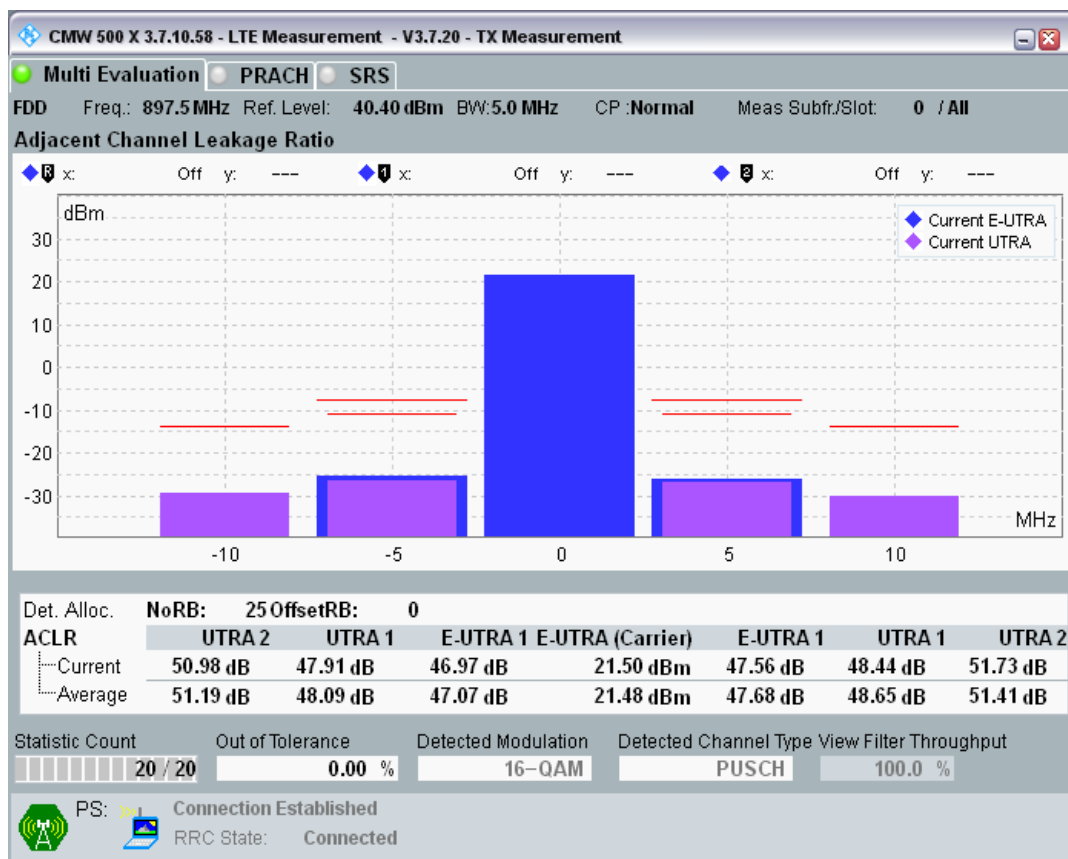 CMW 500 X 3.7.10.58 - LTE Measurement - V3.7.20 - TX Measurement
Multi Evaluation PRACH SRS
FDD Freq.: 897.5 MHz Ref. Level: 40.40 dBm BW:5.0 MHz CP :Normal Meas Subfr./Slot: 0 / All
Adjacent Channel Leakage Ratio
R x: Off y: --- 1 x: Off y: --- 2 x: Off y: ---
dBm
Current E-UTRA
Current UTRA
30
20
10
0
-10
-20
-30
MHz
-10 -5 0 5 10
Det. Alloc. NoRB: 25 OffsetRB: 0
ACLR UTRA 2 UTRA 1 E-UTRA 1 E-UTRA (Carrier) E-UTRA 1 UTRA 1 UTRA 2
Current 50.98 dB 47.91 dB 46.97 dB 21.50 dBm 47.56 dB 48.44 dB 51.73 dB
Average 51.19 dB 48.09 dB 47.07 dB 21.48 dBm 47.68 dB 48.65 dB 51.41 dB
Statistic Count Out of Tolerance Detected Modulation Detected Channel Type View Filter Throughput
20 / 20 0.00 % 16-QAM PUSCH 100.0 %
PS: Connection Established
RRC State: Connected